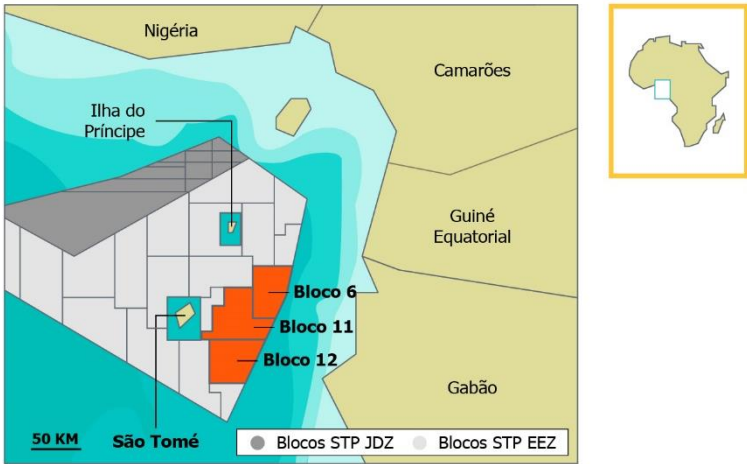 Nigéria
Camarões
Ilha do
Príncipe
Guiné
Equatorial
Bloco 6
Bloco 11
Bloco 12
Gabão
50 KM
São Tomé
Blocos STP JDZ
Blocos STP EEZ